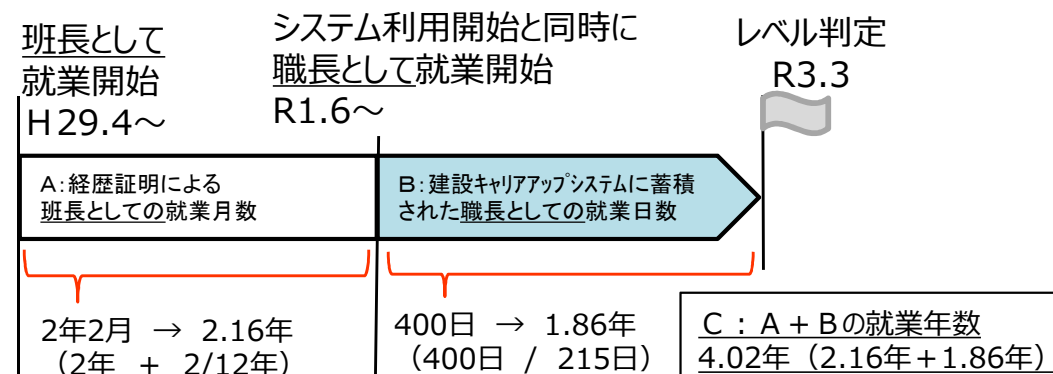 班長として
就業開始
H29.4～
システム利用開始と同時に
職長として就業開始
R1.6～
レベル判定
R3.3
A:経歴証明による
班長としての就業月数
B:建設キャリアアップシステムに蓄積
された職長としての就業日数
2年2月 → 2.16年
（2年 + 2/12年）
400日 → 1.86年
（400日 / 215日）
C：A＋Bの就業年数
4.02年（2.16年＋1.86年）